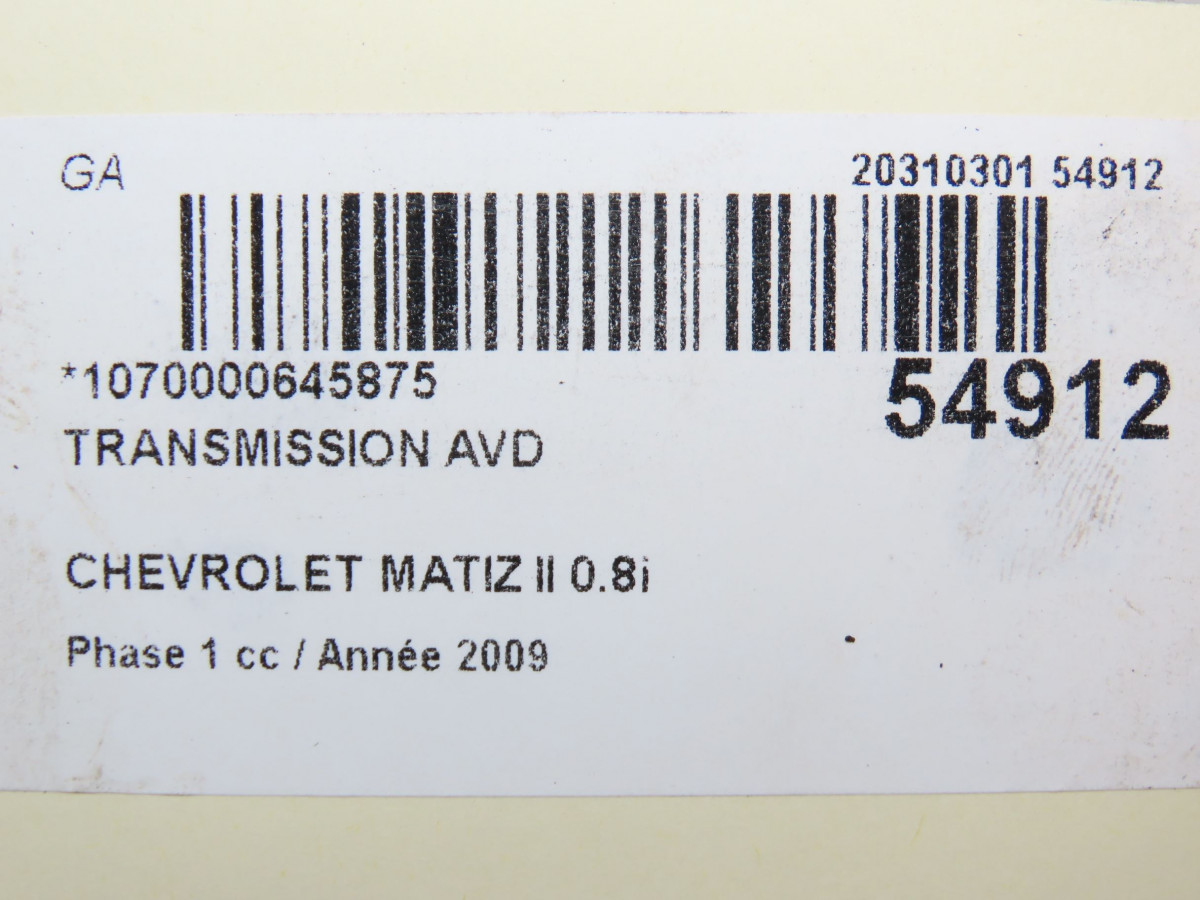 GA
20310301 54912
*1070000645875
54912
TRANSMISSION AVD
CHEVROLET MATIZ II 0.8i
Phase 1 cc / Année 2009